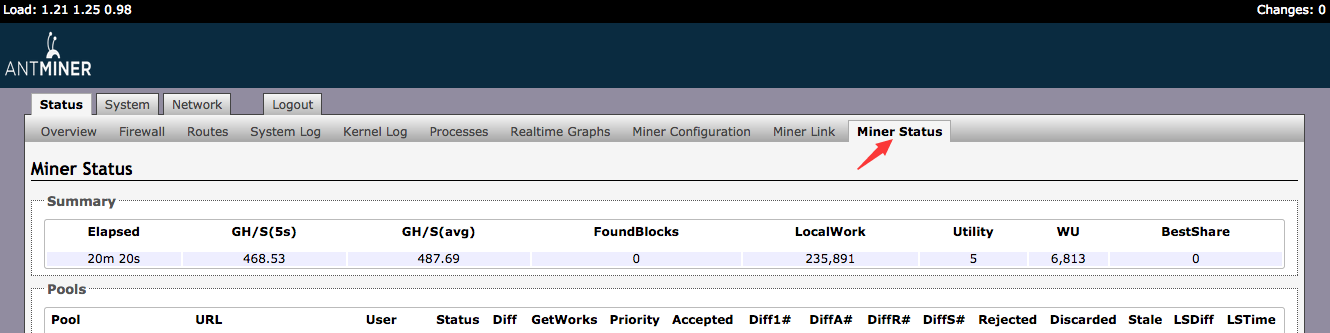 Load: 1.21 1.25 0.98 Changes: 0
ANTMINER
Status System Network Logout
Overview Firewall Routes System Log Kernel Log Processes Realtime Graphs Miner Configuration Miner Link Miner Status
Miner Status
Summary
Elapsed GH/S(5s) GH/S(avg) FoundBlocks LocalWork Utility WU BestShare
20m 20s 468.53 487.69 0 235,891 5 6,813 0
Pools
Pool URL User Status Diff GetWorks Priority Accepted Diff1# DiffA# DiffR# DiffS# Rejected Discarded Stale LSDiff LSTime